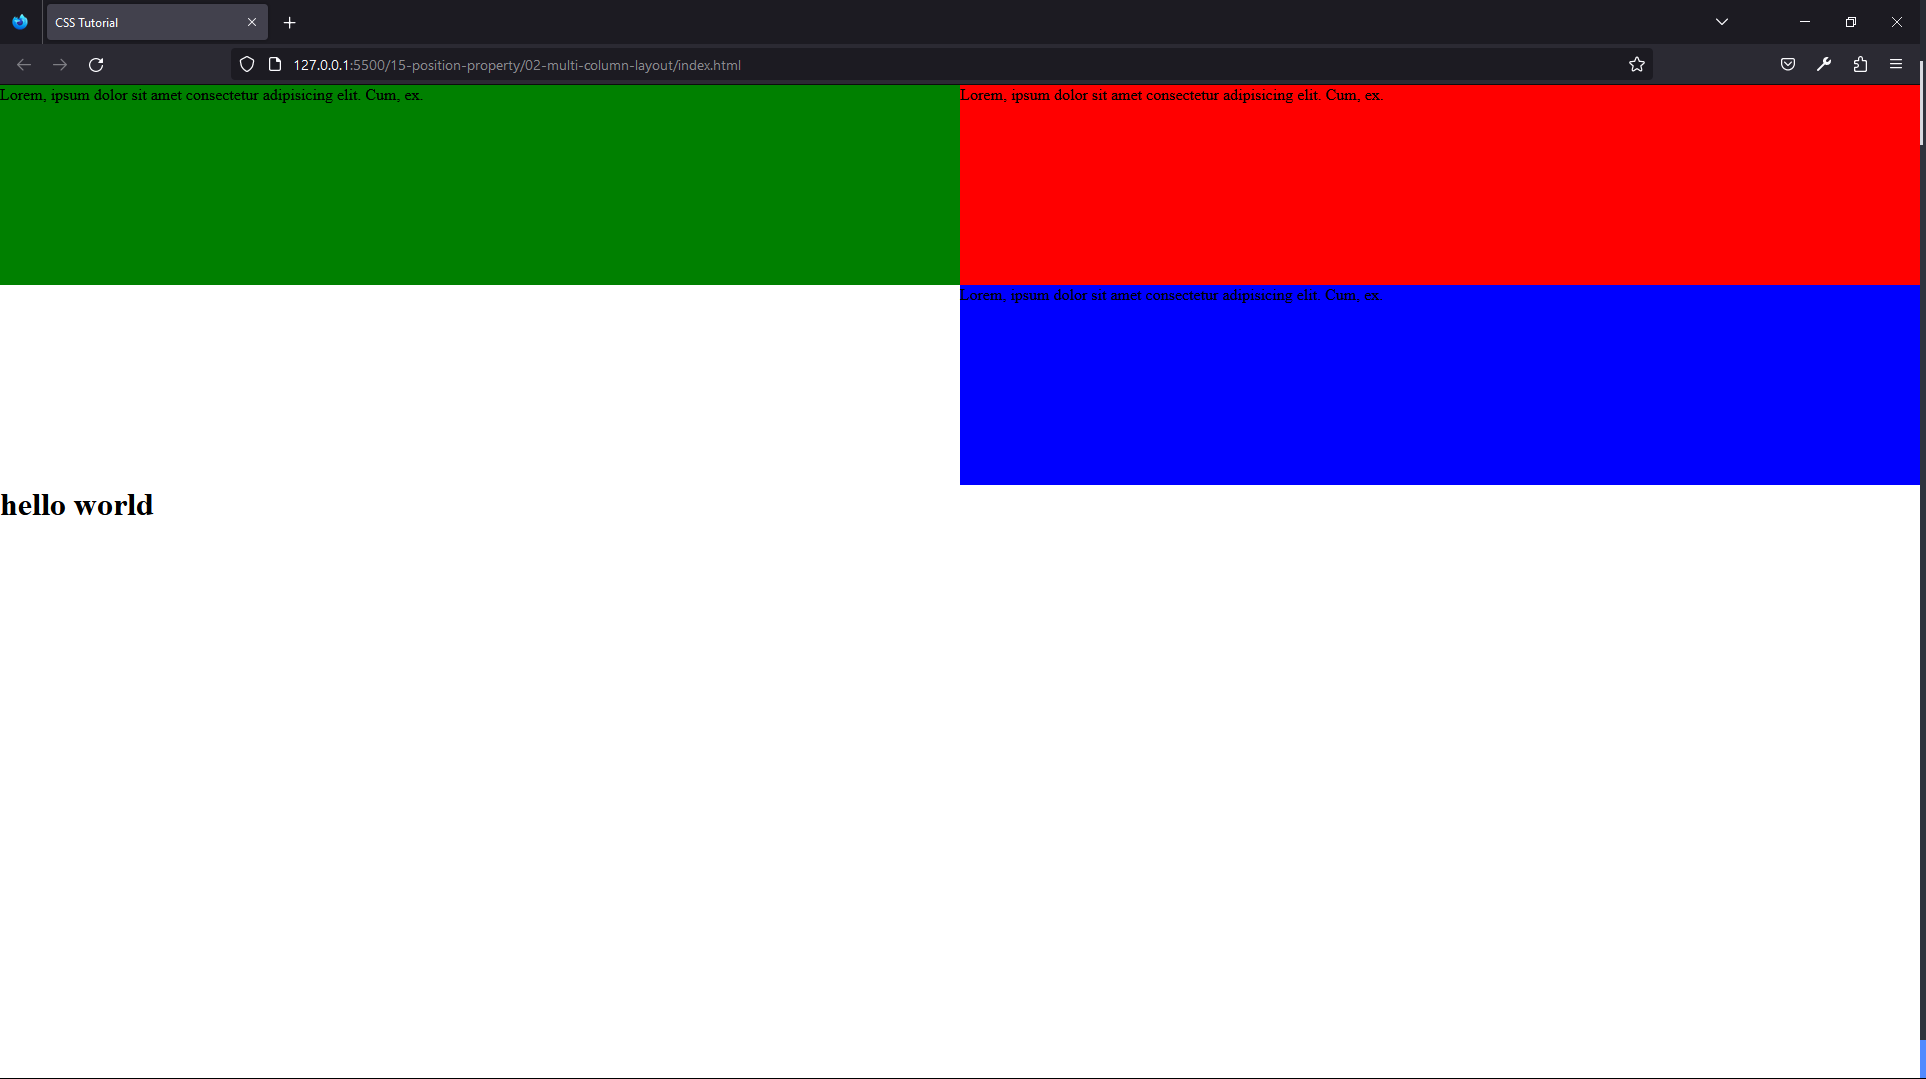 CSS Tutorial
127.0.0.1:5500/15-position-property/02-multi-column-layout/index.html
Lorem, ipsum dolor sit amet consectetur adipisicing elit. Cum, ex.
Lorem, ipsum dolor sit amet consectetur adipisicing elit. Cum, ex.
Lorem, ipsum dolor sit amet consectetur adipisicing elit. Cum, ex.
hello world